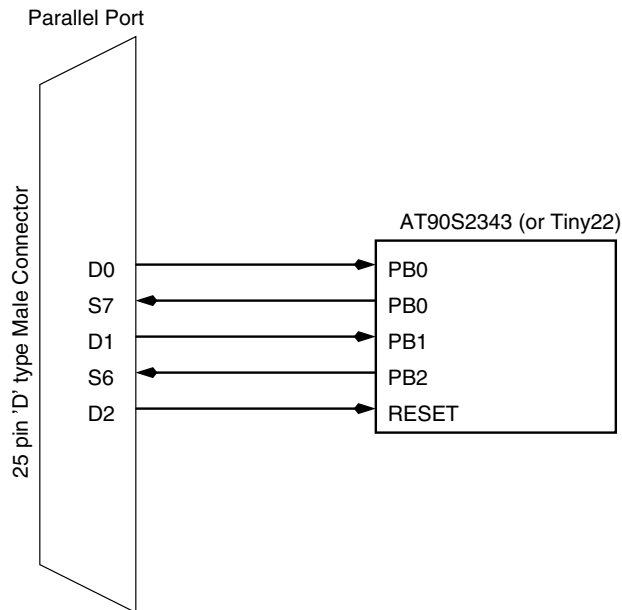 Parallel Port
25 pin 'D' type Male Connector
AT90S2343 (or Tiny22)
D0
PB0
S7
PB0
D1
PB1
S6
PB2
D2
RESET